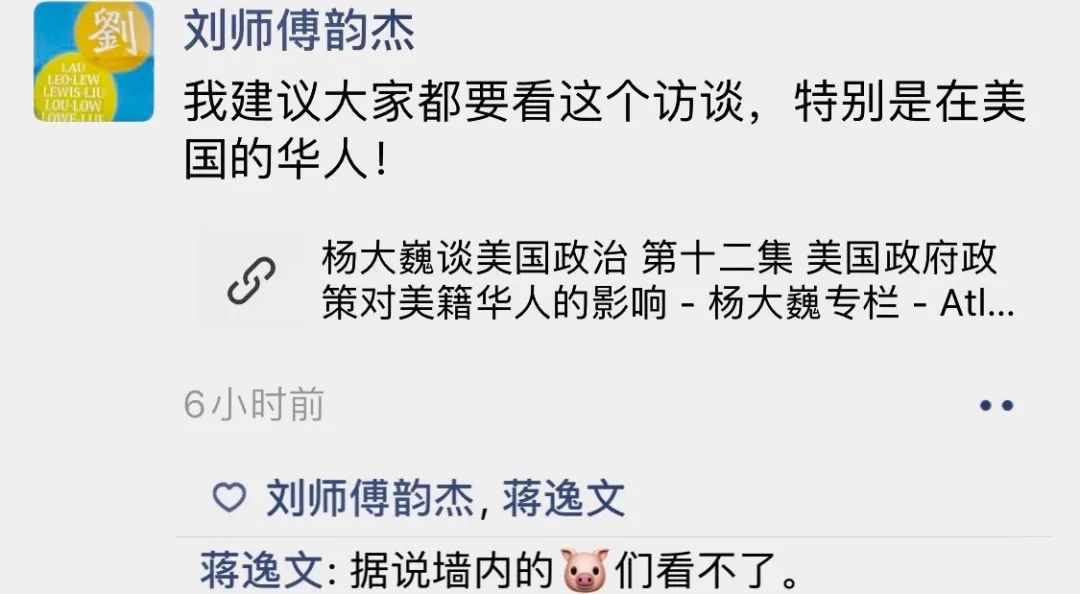 劉
LAU
LEO·LEW
LEWIS·LIU
LOU·LOW
LOWE·LUE
刘师傅韵杰
我建议大家都要看这个访谈，特别是在美
国的华人！
杨大巍谈美国政治 第十二集 美国政府政
策对美籍华人的影响 - 杨大巍专栏 - Atl...
6小时前
刘师傅韵杰, 蒋逸文
蒋逸文: 据说墙内的🐷们看不了。